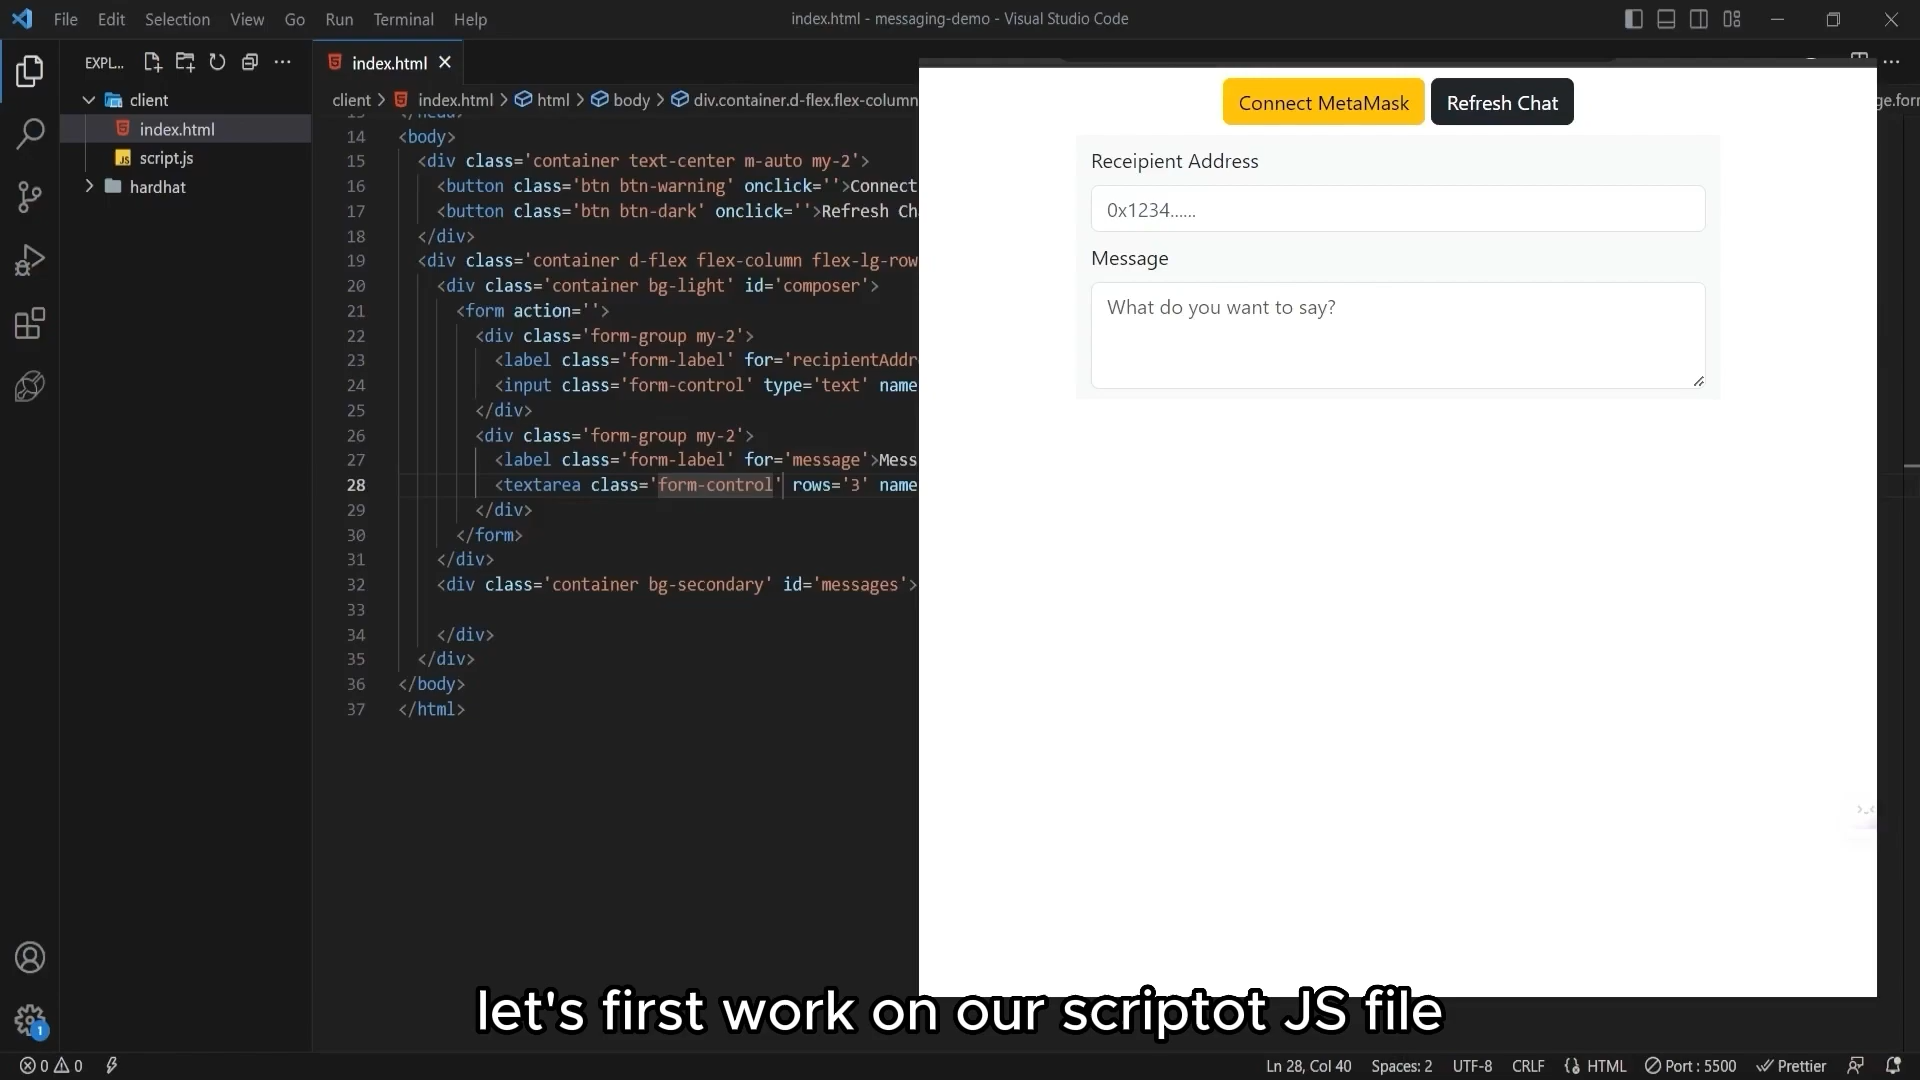 File Edit Selection View Go Run Terminal Help
index.html - messaging-demo - Visual Studio Code
EXPL...
client
index.html
JS script.js
hardhat
index.html
client > index.html > html > body > div.container.d-flex.flex-column
ge.form
14 <body>
15 <div class='container text-center m-auto my-2'>
16 <button class='btn btn-warning' onclick=''>Connect
17 <button class='btn btn-dark' onclick=''>Refresh Ch
18 </div>
19 <div class='container d-flex flex-column flex-lg-row
20 <div class='container bg-light' id='composer'>
21 <form action=''>
22 <div class='form-group my-2'>
23 <label class='form-label' for='recipientAddr
24 <input class='form-control' type='text' name
25 </div>
26 <div class='form-group my-2'>
27 <label class='form-label' for='message'>Mess
28 <textarea class='form-control' rows='3' name
29 </div>
30 </form>
31 </div>
32 <div class='container bg-secondary' id='messages'>
33
34 </div>
35 </div>
36 </body>
37 </html>
Connect MetaMask Refresh Chat
Receipient Address
0x1234......
Message
What do you want to say?
let's first work on our scriptot JS file
1
0 0
Ln 28, Col 40 Spaces: 2 UTF-8 CRLF HTML Port : 5500 Prettier